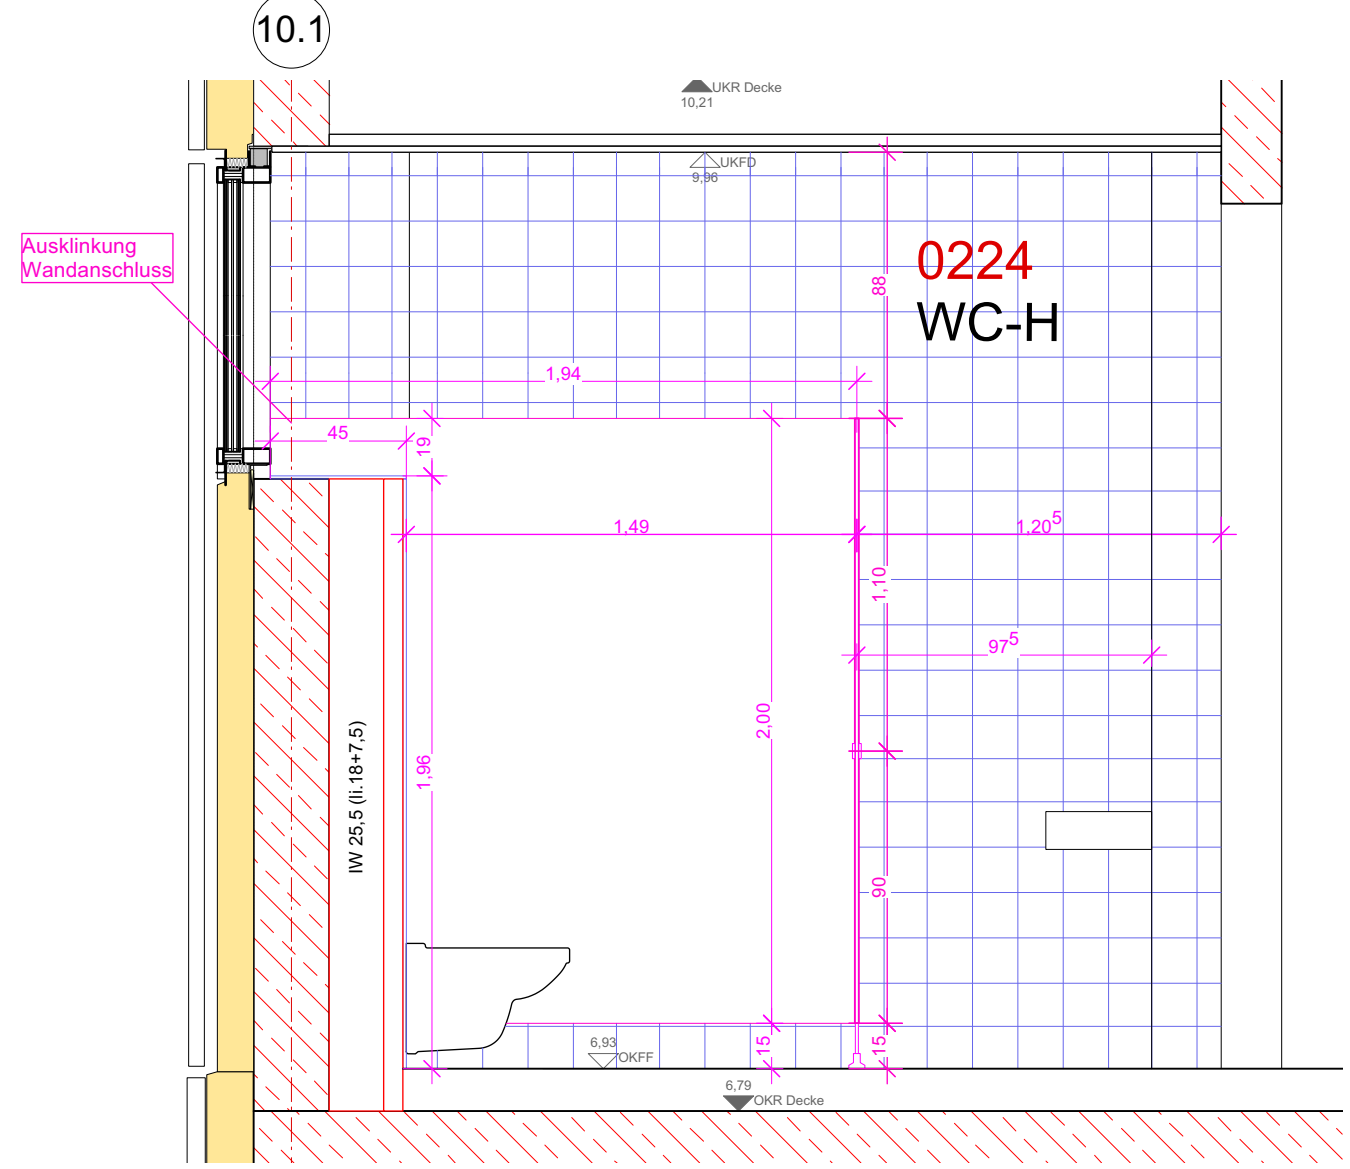 10.1
UKR Decke
10,21
UKFD
9,96
Ausklinkung
Wandanschluss
0224
WC-H
88
1,94
45
19
1,49
1,20⁵
1,10
97⁵
2,00
1,96
IW 25,5 (li.18+7,5)
90
15
15
6,93
OKFF
6,79
OKR Decke